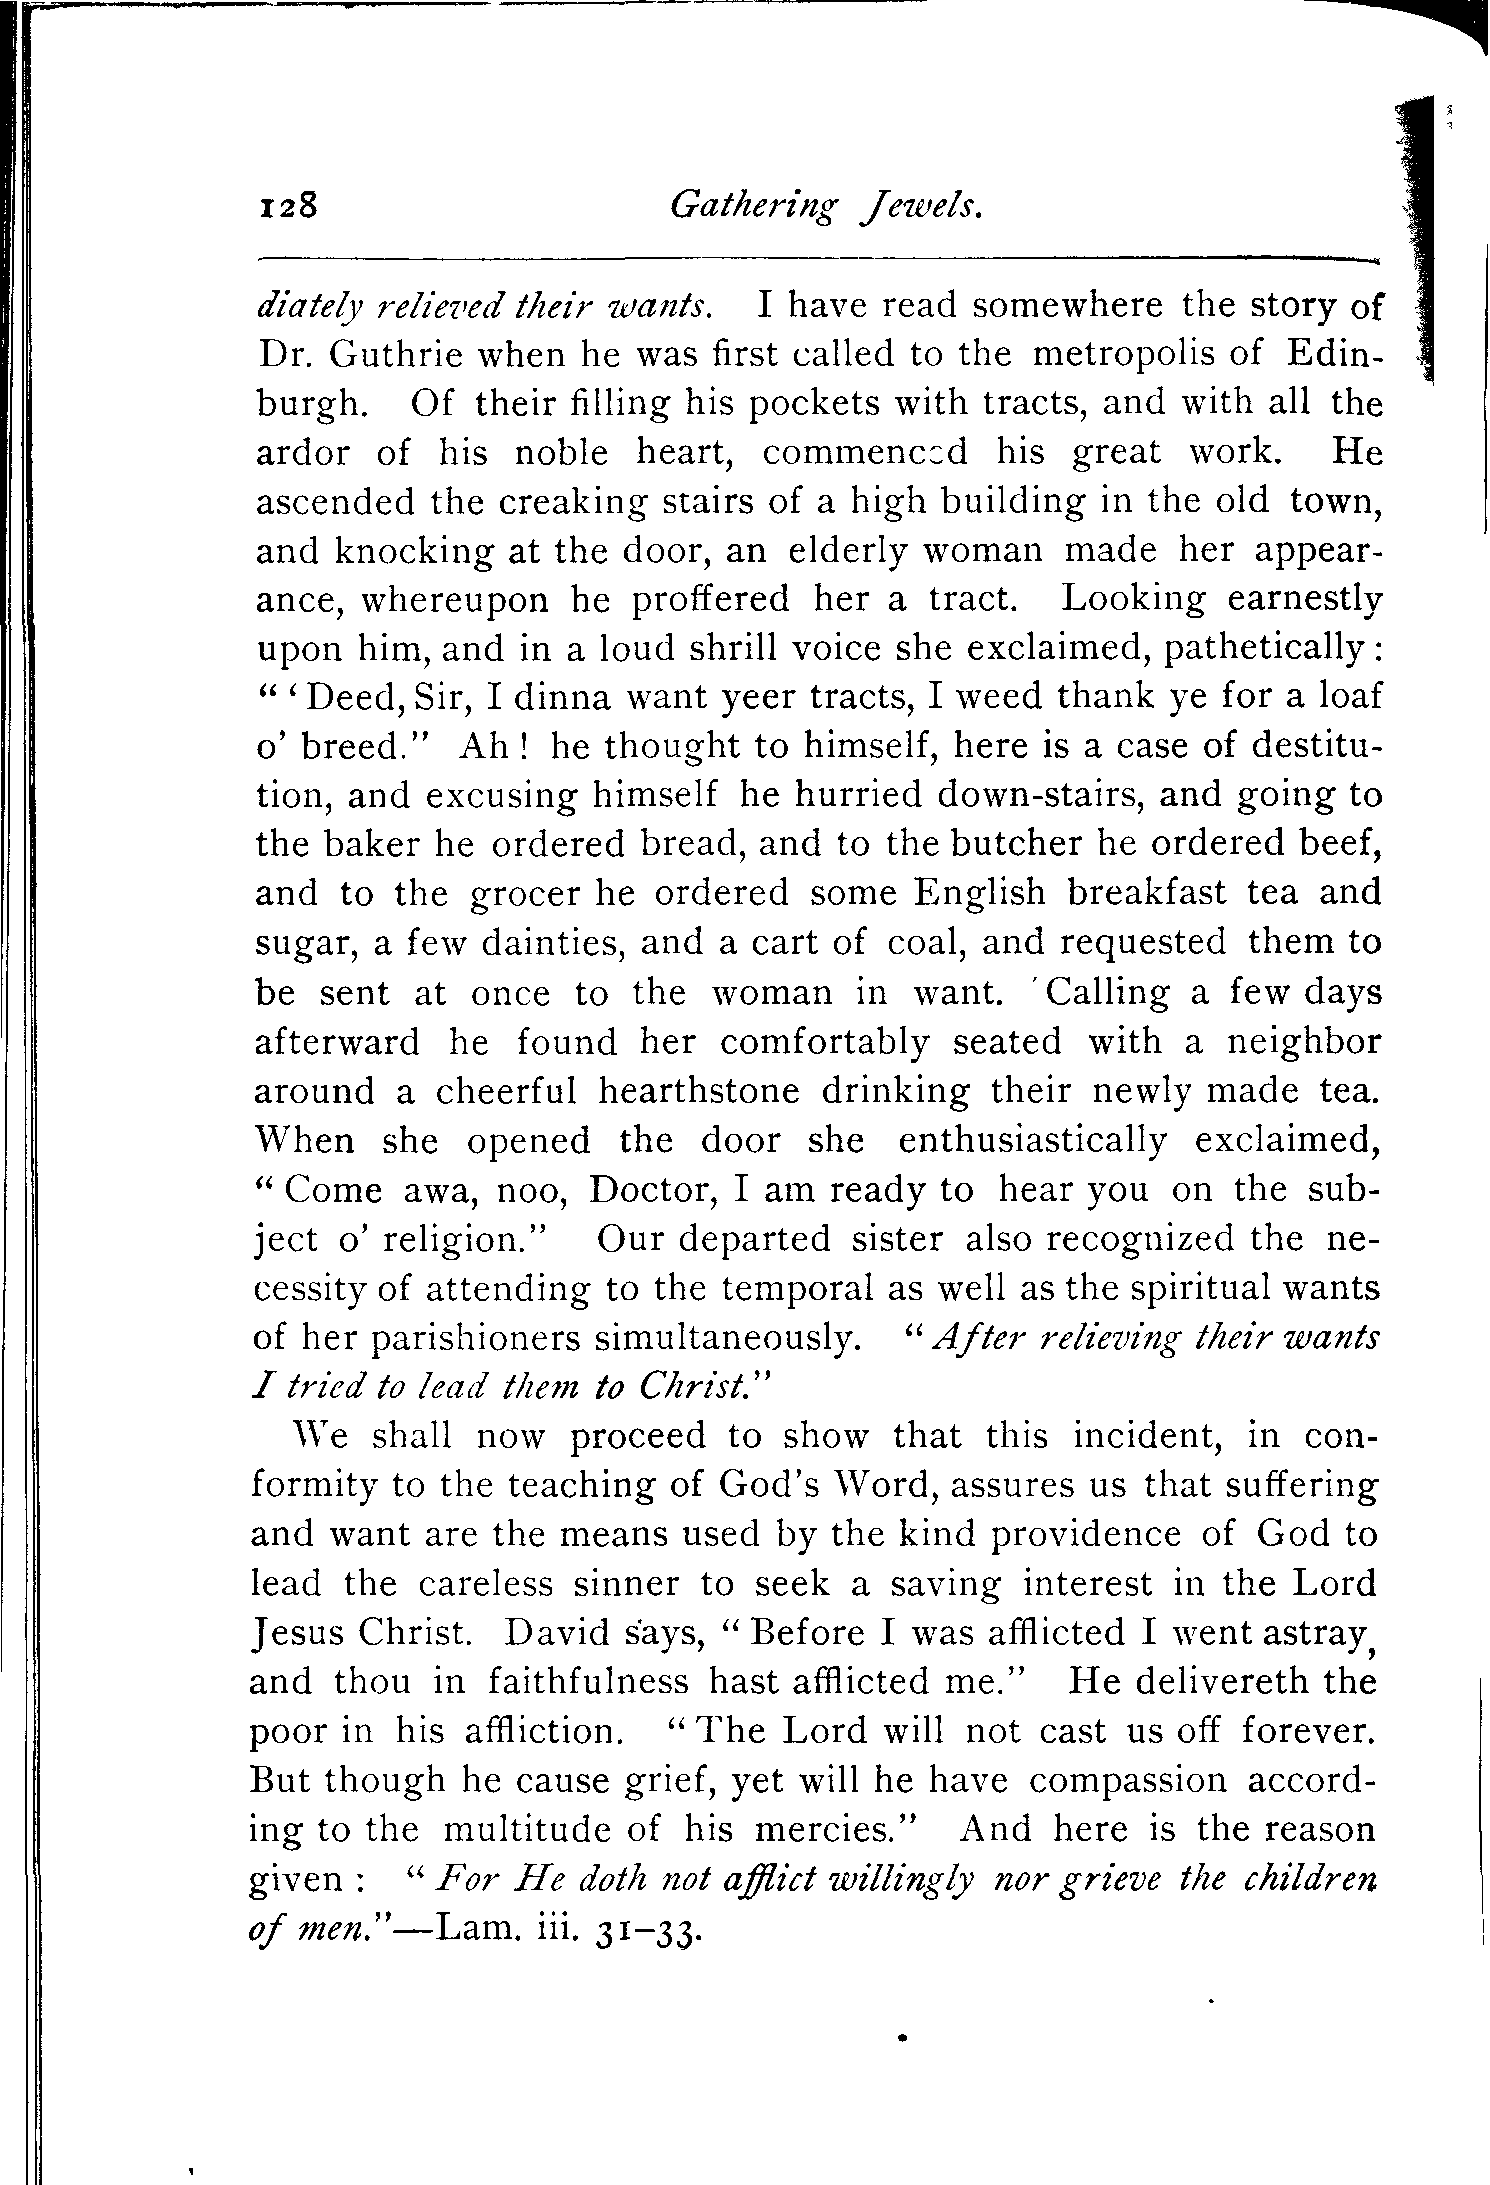 128 Gathering Jewels.
diately relieved their wants. I have read somewhere the story of
Dr. Guthrie when he was first called to the metropolis of Edin-
burgh. Of their filling his pockets with tracts, and with all the
ardor of his noble heart, commenced his great work. He
ascended the creaking stairs of a high building in the old town,
and knocking at the door, an elderly woman made her appear-
ance, whereupon he proffered her a tract. Looking earnestly
upon him, and in a loud shrill voice she exclaimed, pathetically :
" 'Deed, Sir, I dinna want yeer tracts, I weed thank ye for a loaf
o' breed." Ah ! he thought to himself, here is a case of destitu-
tion, and excusing himself he hurried down-stairs, and going to
the baker he ordered bread, and to the butcher he ordered beef,
and to the grocer he ordered some English breakfast tea and
sugar, a few dainties, and a cart of coal, and requested them to
be sent at once to the woman in want. Calling a few days
afterward he found her comfortably seated with a neighbor
around a cheerful hearthstone drinking their newly made tea.
When she opened the door she enthusiastically exclaimed,
" Come awa, noo, Doctor, I am ready to hear you on the sub-
ject o' religion." Our departed sister also recognized the ne-
cessity of attending to the temporal as well as the spiritual wants
of her parishioners simultaneously. " After relieving their wants
I tried to lead them to Christ."
We shall now proceed to show that this incident, in con-
formity to the teaching of God's Word, assures us that suffering
and want are the means used by the kind providence of God to
lead the careless sinner to seek a saving interest in the Lord
Jesus Christ. David says, " Before I was afflicted I went astray,
and thou in faithfulness hast afflicted me." He delivereth the
poor in his affliction. " The Lord will not cast us off forever.
But though he cause grief, yet will he have compassion accord-
ing to the multitude of his mercies." And here is the reason
given : " For He doth not afflict willingly nor grieve the children
of men."—Lam. iii. 31–33.